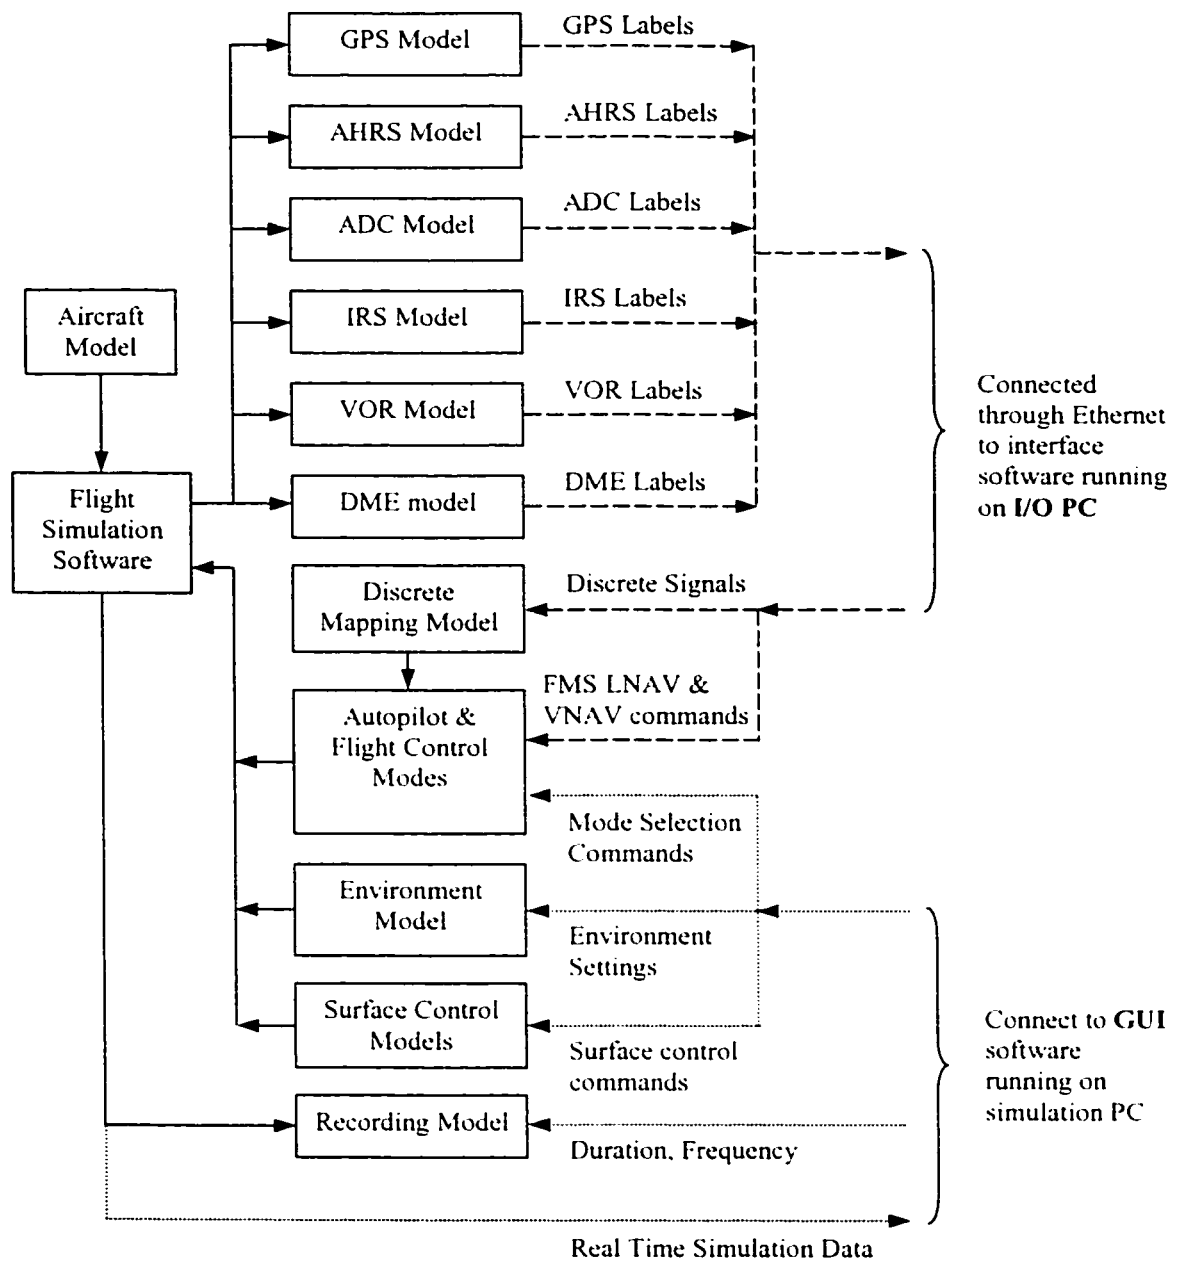 GPS Model
GPS Labels
AHRS Model
AHRS Labels
ADC Model
ADC Labels
IRS Model
IRS Labels
VOR Model
VOR Labels
DME model
DME Labels
Aircraft
Model
Flight
Simulation
Software
Connected
through Ethernet
to interface
software running
on I/O PC
Discrete
Mapping Model
Discrete Signals
FMS LNAV &
VNAV commands
Autopilot &
Flight Control
Modes
Mode Selection
Commands
Environment
Model
Environment
Settings
Surface Control
Models
Surface control
commands
Recording Model
Duration, Frequency
Connect to GUI
software
running on
simulation PC
Real Time Simulation Data